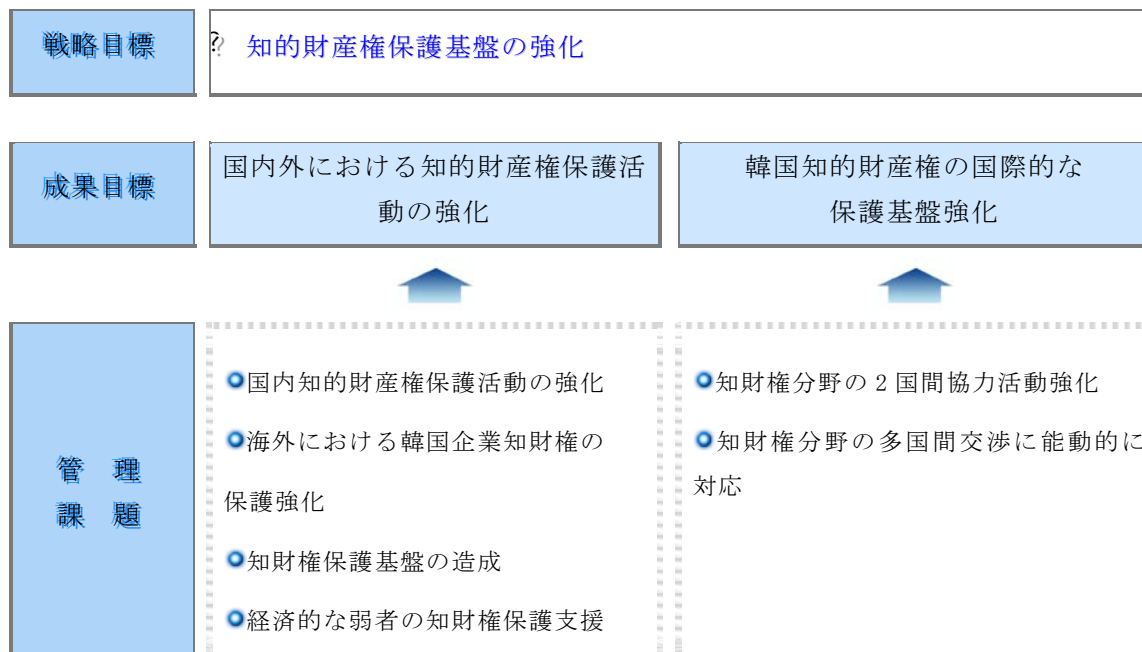 戦略目標
? 知的財産権保護基盤の強化
成果目標
国内外における知的財産権保護活
動の強化
韓国知的財産権の国際的な
保護基盤強化
管 理
課 題
国内知的財産権保護活動の強化
海外における韓国企業知財権の
保護強化
知財権保護基盤の造成
経済的な弱者の知財権保護支援
知財権分野の 2 国間協力活動強化
知財権分野の多国間交渉に能動的に
対応